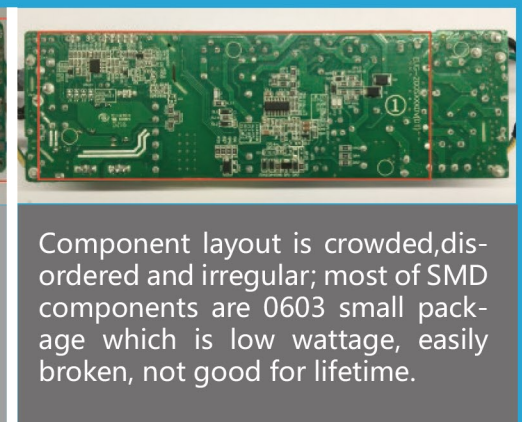 ①
Component layout is crowded,dis-
ordered and irregular; most of SMD
components are 0603 small pack-
age which is low wattage, easily
broken, not good for lifetime.